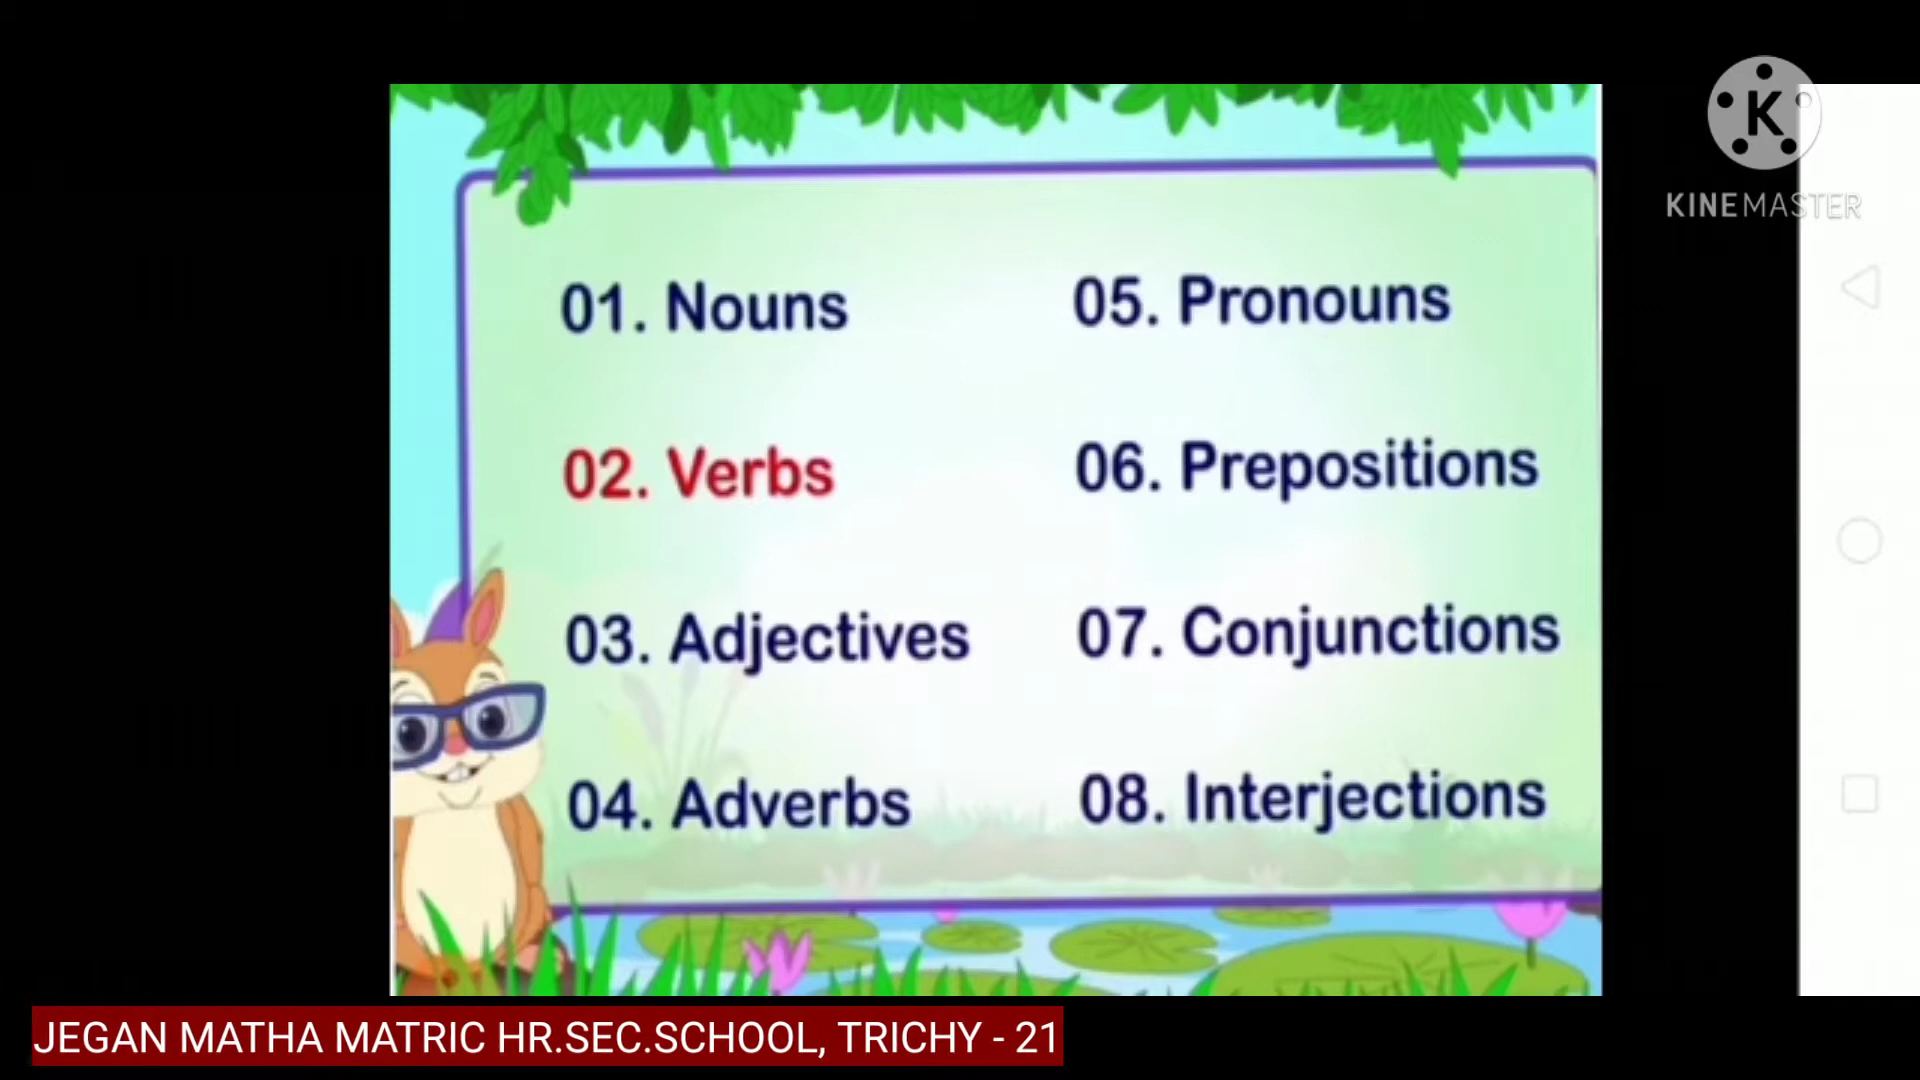 K
KINEMASTER
01. Nouns
02. Verbs
03. Adjectives
04. Adverbs
05. Pronouns
06. Prepositions
07. Conjunctions
08. Interjections
JEGAN MATHA MATRIC HR.SEC.SCHOOL, TRICHY - 21